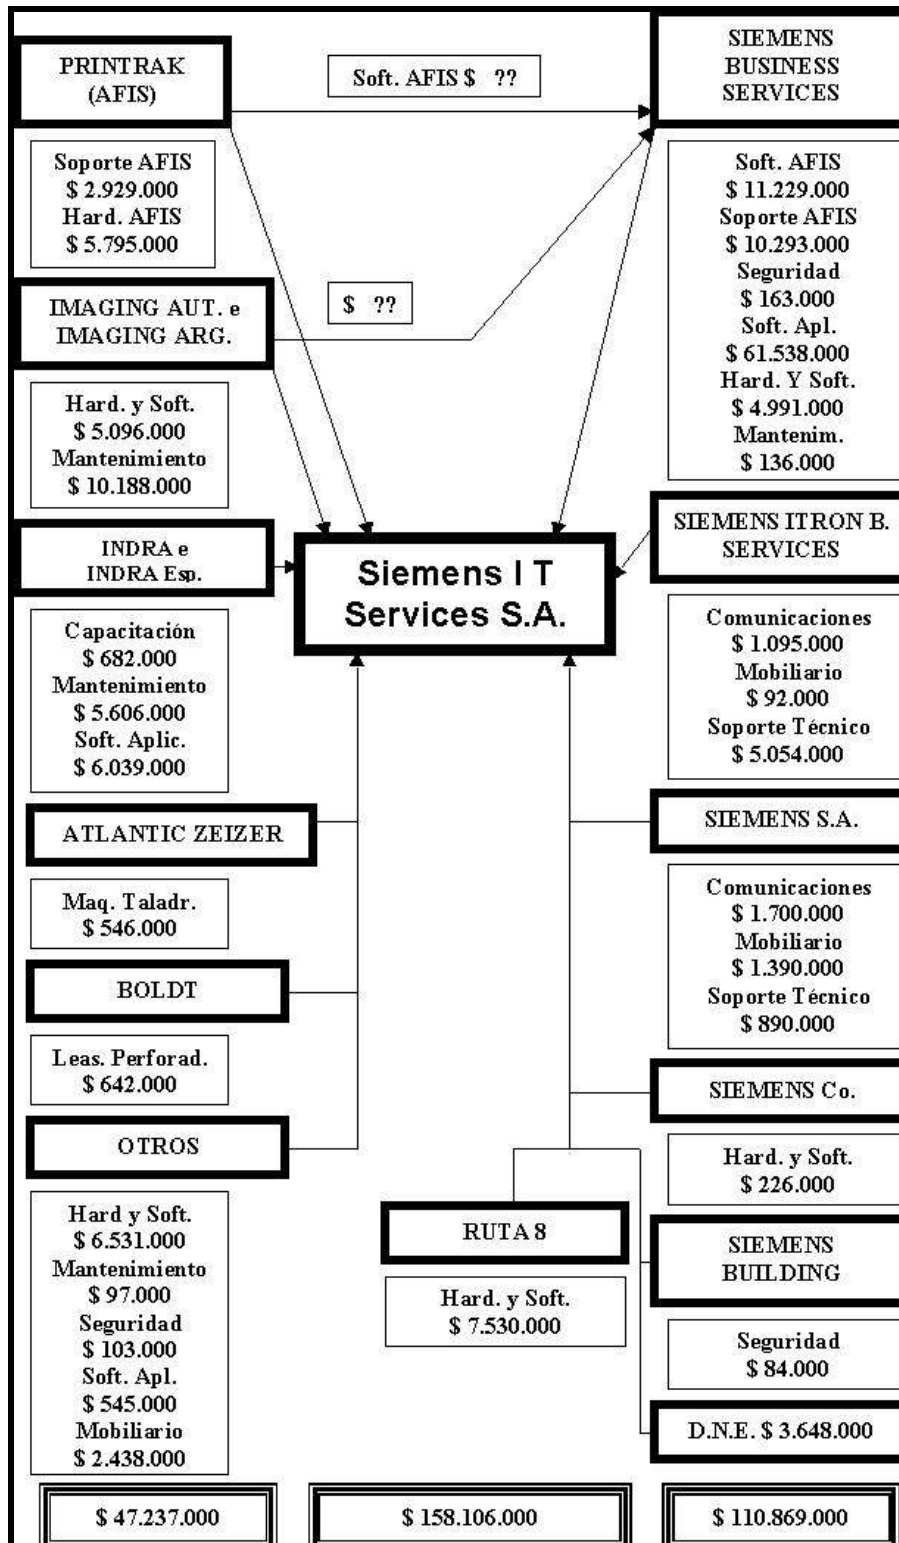 PRINTRAK
(AFIS)
Soft. AFIS $ ??
SIEMENS
BUSINESS
SERVICES
Soporte AFIS
$ 2.929.000
Hard. AFIS
$ 5.795.000
Soft. AFIS
$ 11.229.000
Soporte AFIS
$ 10.293.000
Seguridad
$ 163.000
Soft. Apl.
$ 61.538.000
Hard. Y Soft.
$ 4.991.000
Mantenim.
$ 136.000
IMAGING AUT. e
IMAGING ARG.
$ ??
Hard. y Soft.
$ 5.096.000
Mantenimiento
$ 10.188.000
INDRA e
INDRA Esp.
Siemens I T
Services S.A.
SIEMENS ITRON B.
SERVICES
Capacitación
$ 682.000
Mantenimiento
$ 5.606.000
Soft. Aplic.
$ 6.039.000
Comunicaciones
$ 1.095.000
Mobiliario
$ 92.000
Soporte Técnico
$ 5.054.000
ATLANTIC ZEIZER
SIEMENS S.A.
Maq. Taladr.
$ 546.000
Comunicaciones
$ 1.700.000
Mobiliario
$ 1.390.000
Soporte Técnico
$ 890.000
BOLDT
Leas. Perforad.
$ 642.000
SIEMENS Co.
OTROS
Hard. y Soft.
$ 226.000
Hard y Soft.
$ 6.531.000
Mantenimiento
$ 97.000
Seguridad
$ 103.000
Soft. Apl.
$ 545.000
Mobiliario
$ 2.438.000
RUTA 8
Hard. y Soft.
$ 7.530.000
SIEMENS
BUILDING
Seguridad
$ 84.000
D.N.E. $ 3.648.000
$ 47.237.000
$ 158.106.000
$ 110.869.000